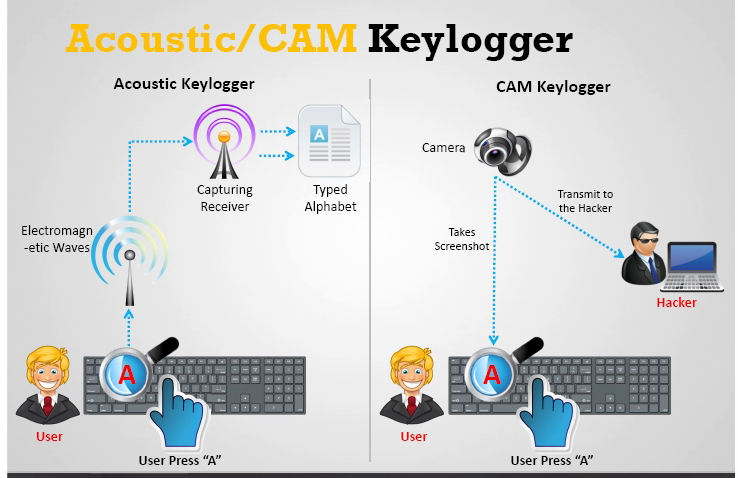 Acoustic/CAM Keylogger
Acoustic Keylogger
Electromagn
-etic Waves
Capturing
Receiver
A
Typed
Alphabet
A
User
User Press “A”
CAM Keylogger
Camera
Takes
Screenshot
Transmit to
the Hacker
Hacker
A
User
User Press “A”